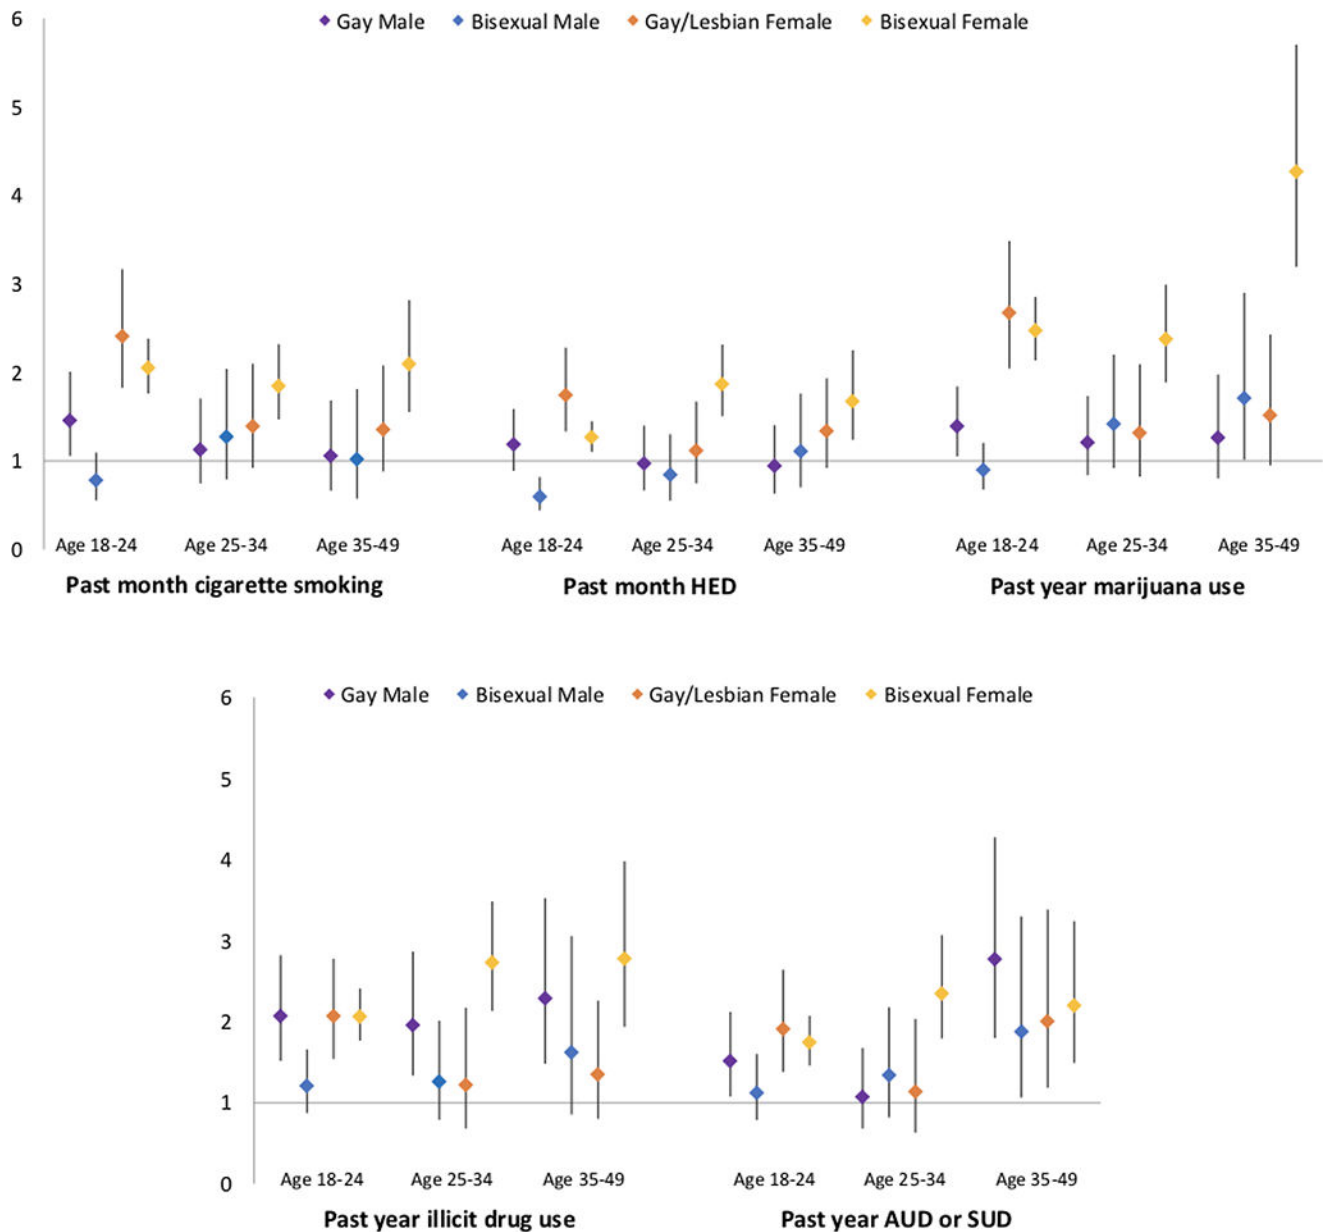 6
Gay Male Bisexual Male Gay/Lesbian Female Bisexual Female
5
4
3
2
1
0
Age 18-24 Age 25-34 Age 35-49 Age 18-24 Age 25-34 Age 35-49 Age 18-24 Age 25-34 Age 35-49
Past month cigarette smoking Past month HED Past year marijuana use
6
Gay Male Bisexual Male Gay/Lesbian Female Bisexual Female
5
4
3
2
1
0
Age 18-24 Age 25-34 Age 35-49 Age 18-24 Age 25-34 Age 35-49
Past year illicit drug use Past year AUD or SUD